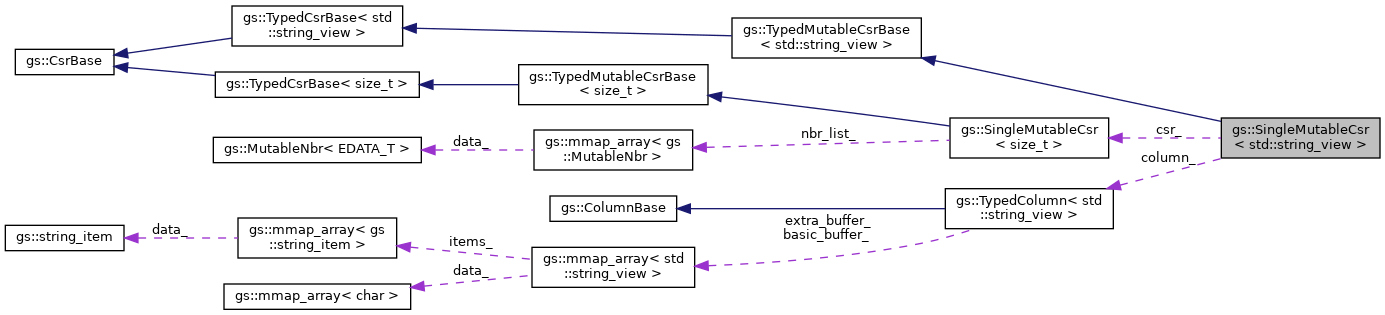 gs::TypedCsrBase< std
::string_view >
gs::TypedMutableCsrBase
< std::string_view >
gs::CsrBase
gs::TypedCsrBase< size_t >
gs::TypedMutableCsrBase
< size_t >
gs::MutableNbr< EDATA_T >
data_
gs::mmap_array< gs
::MutableNbr >
nbr_list_
gs::SingleMutableCsr
< size_t >
csr_
gs::SingleMutableCsr
< std::string_view >
column_
gs::ColumnBase
gs::TypedColumn< std
::string_view >
extra_buffer_
basic_buffer_
gs::string_item
data_
gs::mmap_array< gs
::string_item >
items_
gs::mmap_array< std
::string_view >
data_
gs::mmap_array< char >